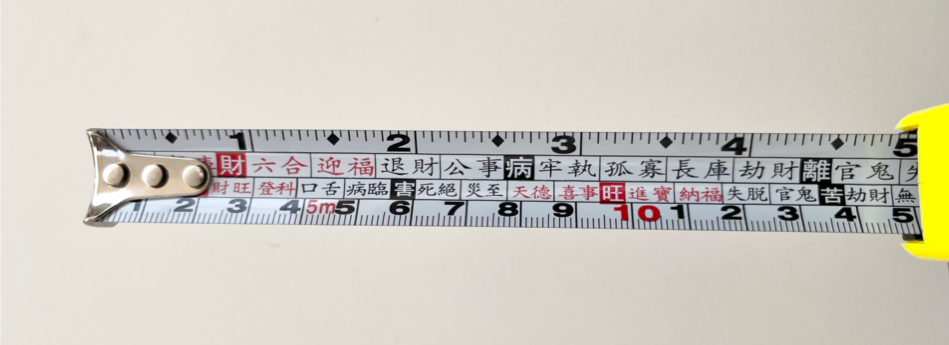 1 2 3 4 5
財 六合 迎福 退財 公事 病 牢執 孤寡 長庫 劫財 離 官鬼
財旺 登科 口舌 病臨 害 死絕 災至 天德 喜事 旺 進寶 納福 失脱 官鬼 苦 劫財 無
1 2 3 4 5m 5 6 7 8 9 10 1 2 3 4 5